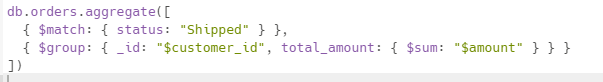 db.orders.aggregate([
  { $match: { status: "Shipped" } },
  { $group: { _id: "$customer_id", total_amount: { $sum: "$amount" } } }
])